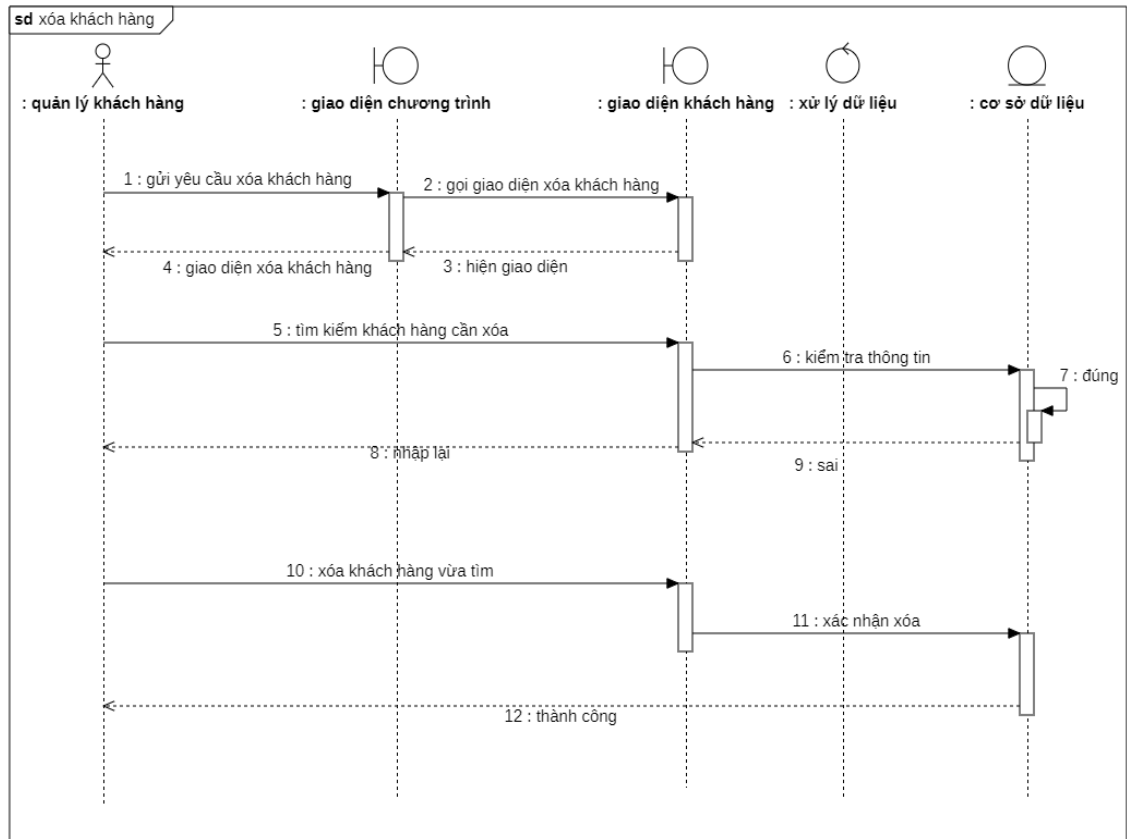 sd xóa khách hàng
: quản lý khách hàng
: giao diện chương trình
: giao diện khách hàng
: xử lý dữ liệu
: cơ sở dữ liệu
1 : gửi yêu cầu xóa khách hàng
2 : gọi giao diện xóa khách hàng
4 : giao diện xóa khách hàng
3 : hiện giao diện
5 : tìm kiếm khách hàng cần xóa
6 : kiểm tra thông tin
7 : đúng
8 : nhập lại
9 : sai
10 : xóa khách hàng vừa tìm
11 : xác nhận xóa
12 : thành công